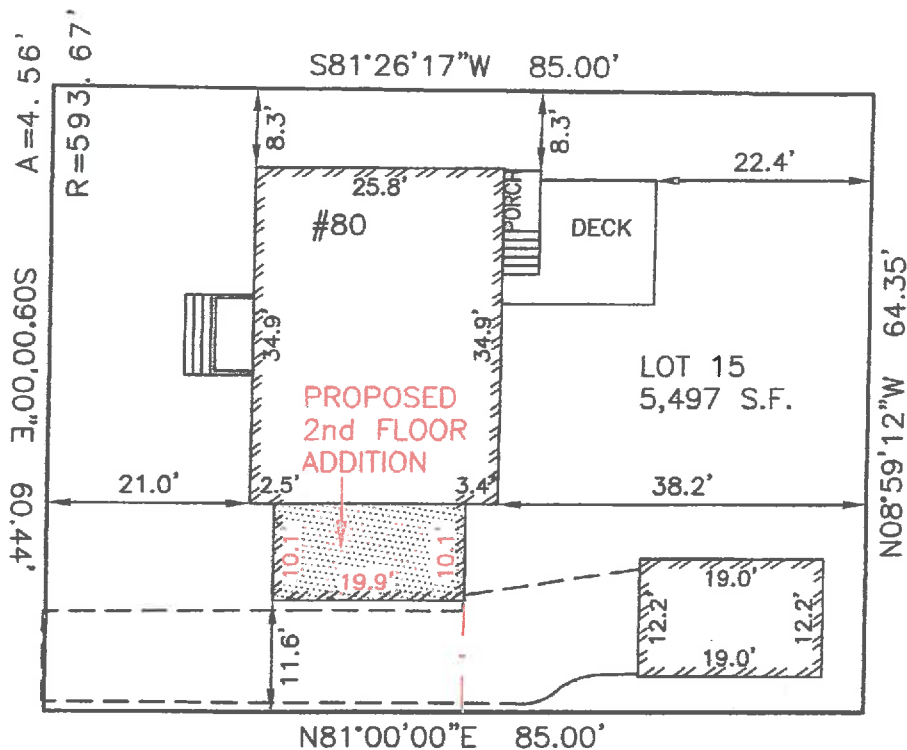 S81°26'17"W 85.00'
A=4.56'
R=593.67'
8.3'
8.3'
22.4'
25.8'
#80
PORCH
DECK
S09°00'00"E 60.44'
34.9'
34.9'
LOT 15
5,497 S.F.
N08°59'12"W 64.35'
PROPOSED
2nd FLOOR
ADDITION
21.0'
2.5'
3.4'
38.2'
10.1
10.1
19.9'
19.0'
12.2'
12.2'
19.0'
11.6'
N81°00'00"E 85.00'